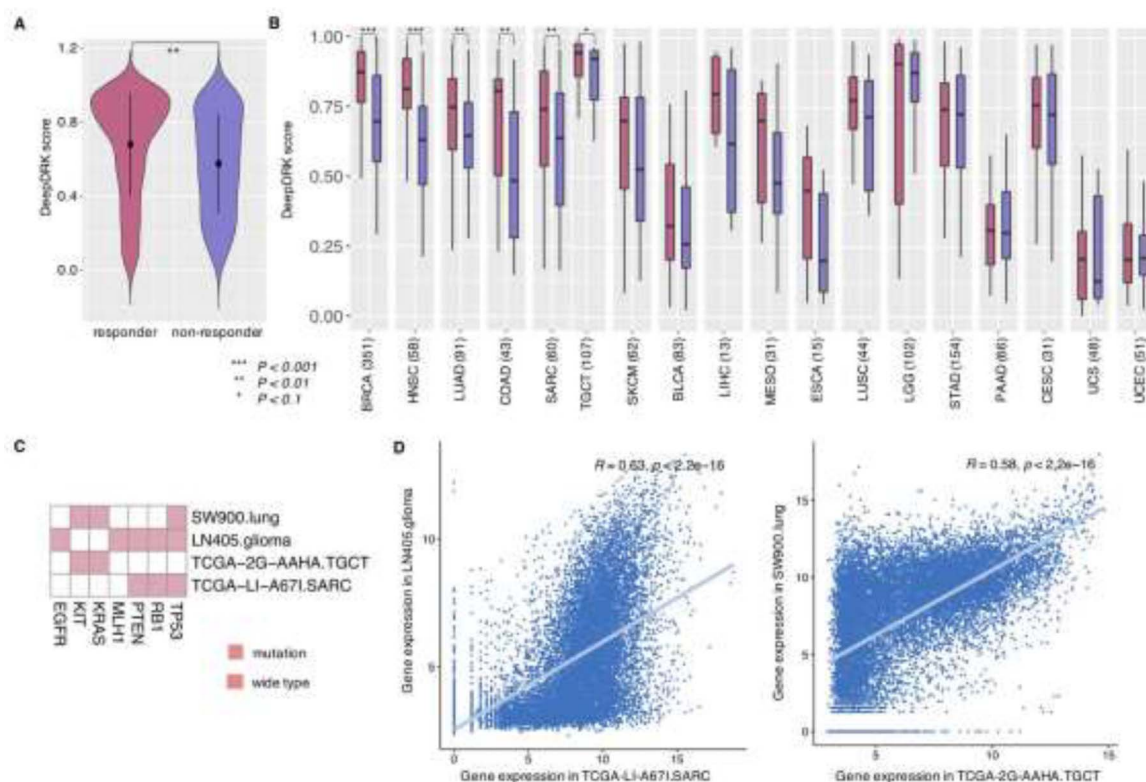 A
**
1.2
0.8
0.4
0.0
DeepDRK score
responder
non-responder
*** P < 0.001
** P < 0.01
* P < 0.1
B
***
***
**
**
**
*
1.00
0.75
0.50
0.25
0.00
DeepDRK score
BRCA (351)
HNSC (58)
LUAD (91)
COAD (43)
SARC (60)
TGCT (107)
SKCM (62)
BLCA (83)
LIHC (13)
MESO (31)
ESCA (15)
LUSC (44)
LGG (102)
STAD (154)
PAAD (66)
CESC (31)
UCS (48)
UCEC (51)
C
SW900.lung
LN405.glioma
TCGA-2G-AAHA.TGCT
TCGA-LI-A67I.SARC
EGFR
KIT
KRAS
MLH1
PTEN
RB1
TP53
mutation
wide type
D
R = 0.63, p < 2.2e-16
Gene expression in LN405.glioma
10
5
0
5
10
15
Gene expression in TCGA-LI-A67I.SARC
R = 0.58, p < 2.2e-16
Gene expression in SW900.lung
15
10
5
0
5
10
15
Gene expression in TCGA-2G-AAHA.TGCT